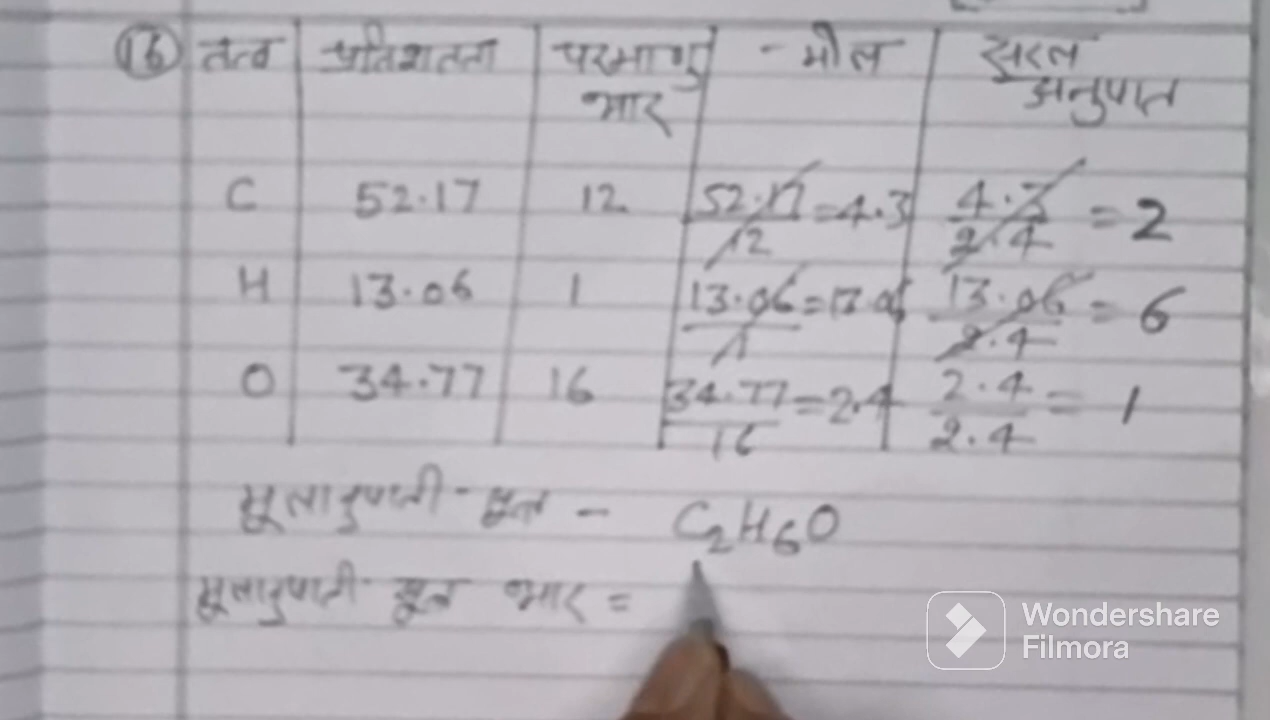 (16) तत्व प्रतिशतता परमाणु भार - मोल सरल अनुपात
C 52.17 12 52.17/12 = 4.3 4.3/2.4 = 2
H 13.06 1 13.06/1 = 13.06 13.06/2.4 = 6
O 34.77 16 34.77/16 = 2.4 2.4/2.4 = 1
मूलानुपाती - सूत्र - C₂H₆O
मूलानुपाती सूत्र भार =
Wondershare
Filmora